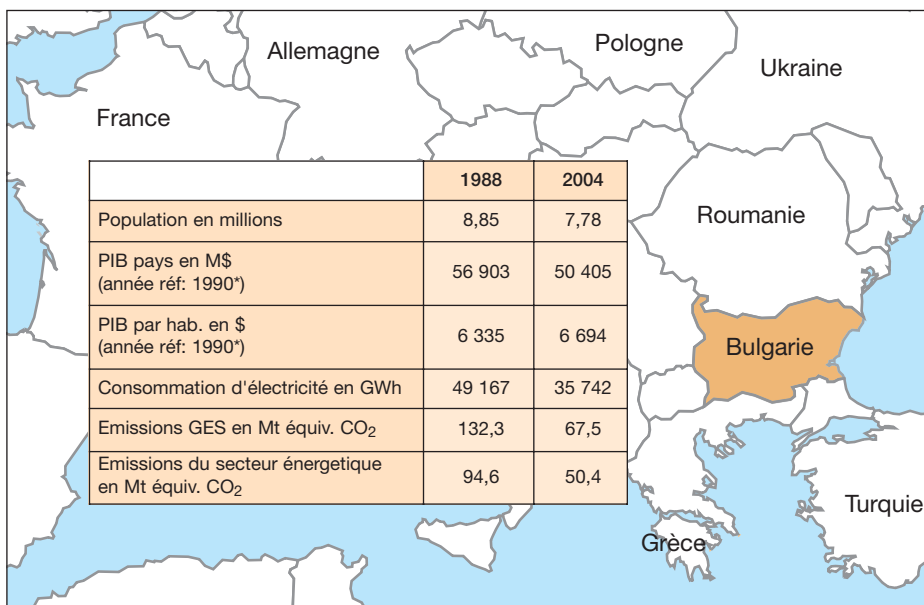 Allemagne
Pologne
Ukraine
France
Roumanie
Bulgarie
Turquie
Grèce
1988 2004
Population en millions 8,85 7,78
PIB pays en M$
(année réf: 1990*) 56 903 50 405
PIB par hab. en $
(année réf: 1990*) 6 335 6 694
Consommation d'électricité en GWh 49 167 35 742
Emissions GES en Mt équiv. CO₂ 132,3 67,5
Emissions du secteur énergetique
en Mt équiv. CO₂ 94,6 50,4